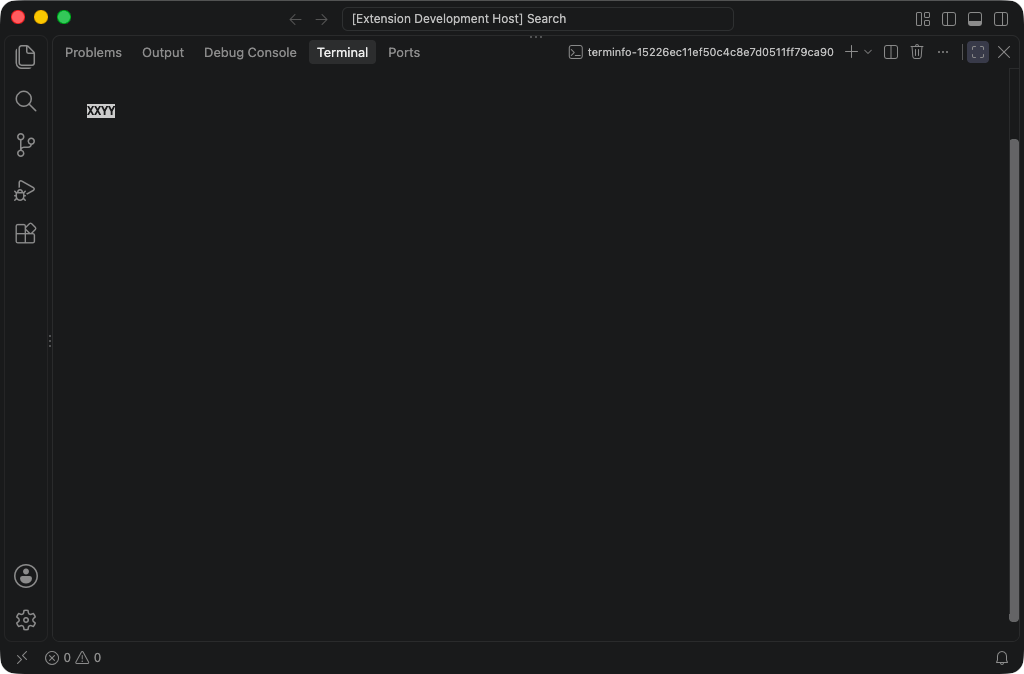 [Extension Development Host] Search
Problems Output Debug Console Terminal Ports terminfo-15226ec11ef50c4c8e7d0511ff79ca90
XXYY
0 0